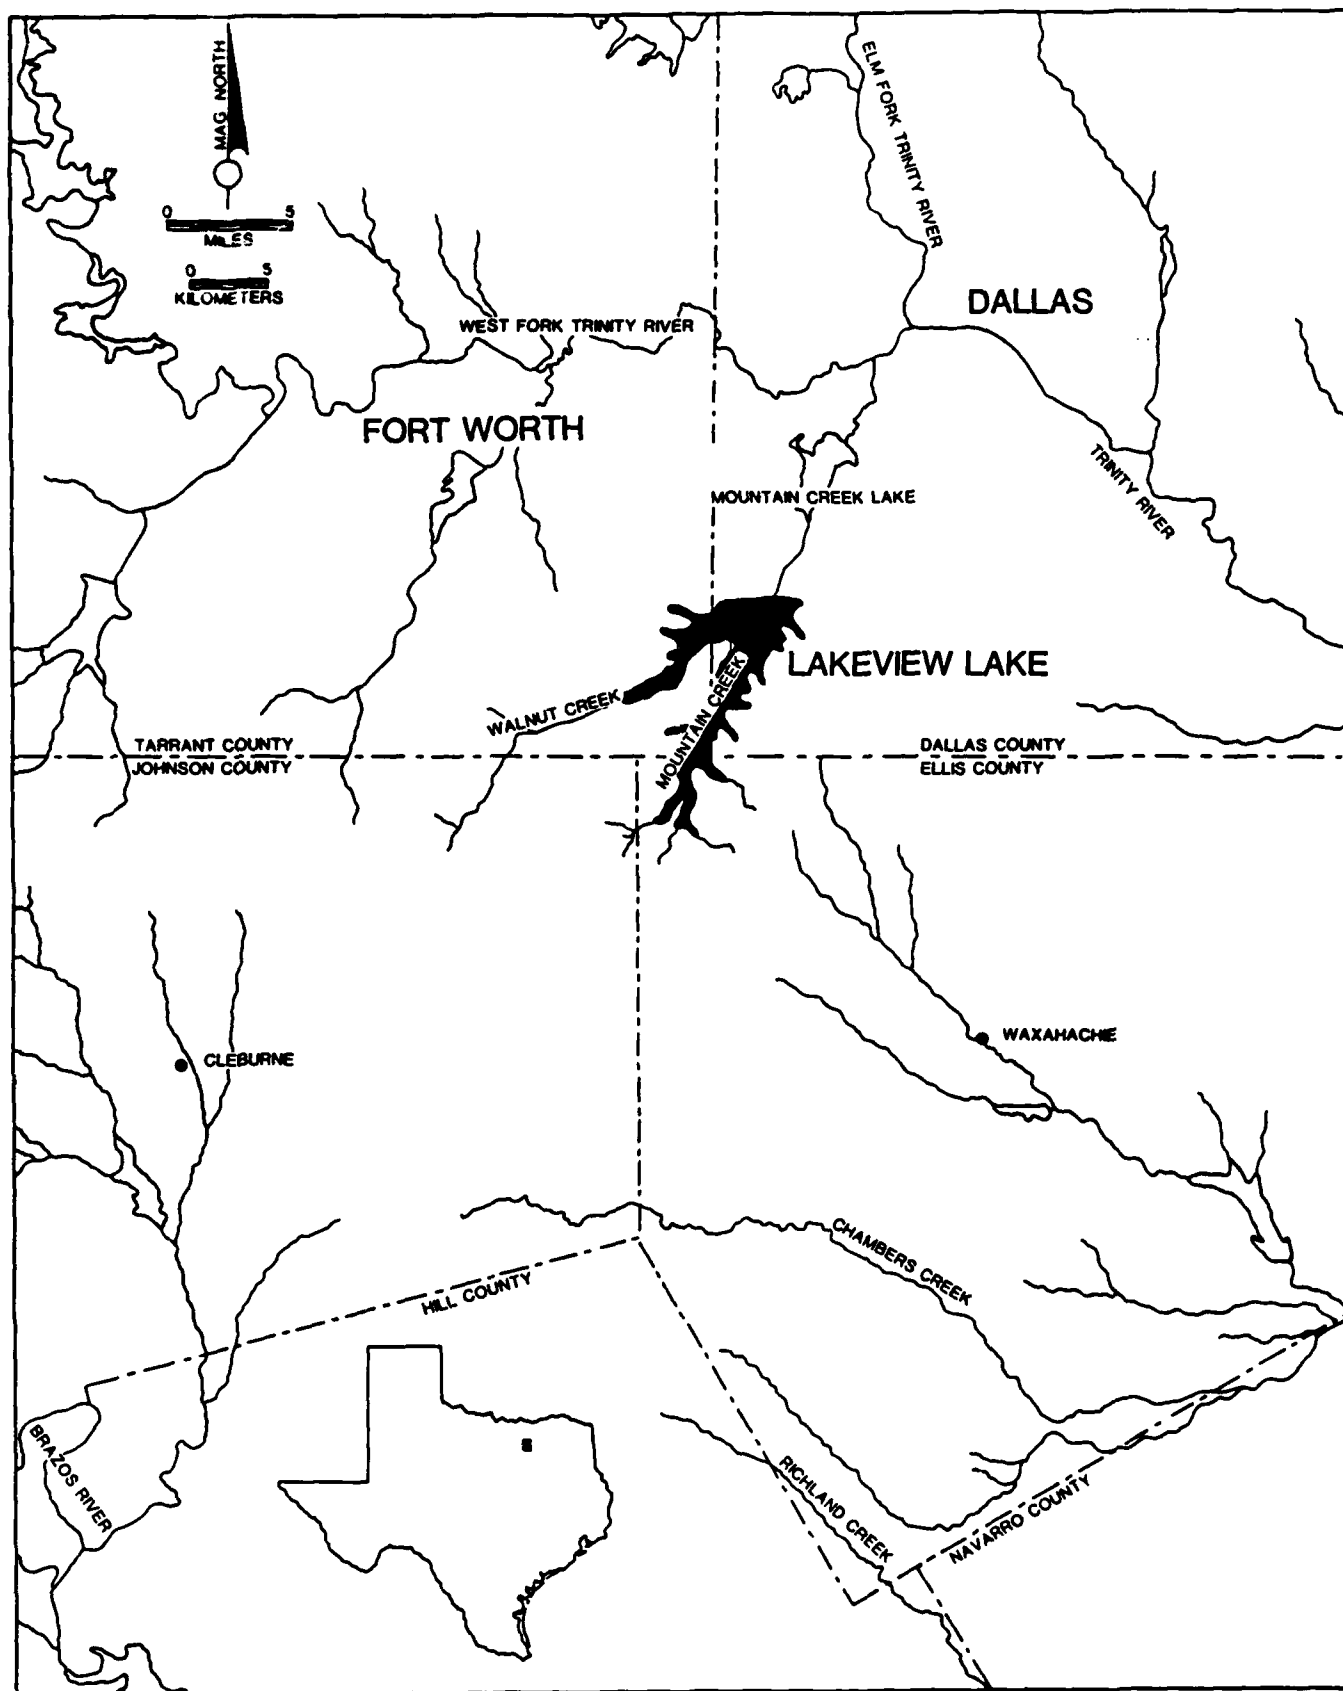 MAG NORTH
ELM FORK TRINITY RIVER
0 5
MILES
0 5
KILOMETERS
DALLAS
WEST FORK TRINITY RIVER
FORT WORTH
TRINITY RIVER
MOUNTAIN CREEK LAKE
LAKEVIEW LAKE
MOUNTAIN CREEK
WALNUT CREEK
TARRANT COUNTY
JOHNSON COUNTY
DALLAS COUNTY
ELLIS COUNTY
WAXAHACHIE
CLEBURNE
CHAMBERS CREEK
HILL COUNTY
BRAZOS RIVER
RICHLAND CREEK
NAVARRO COUNTY